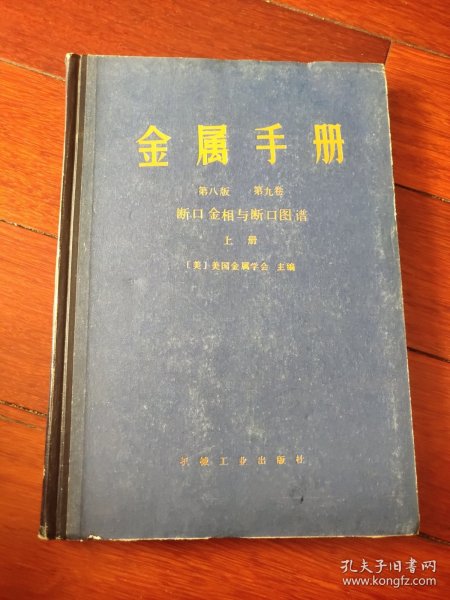 金属手册
第八版 第九卷
断口金相与断口图谱
上册
〔美〕美国金属学会 主编
机械工业出版社
孔夫子旧书网
www.kongfz.com